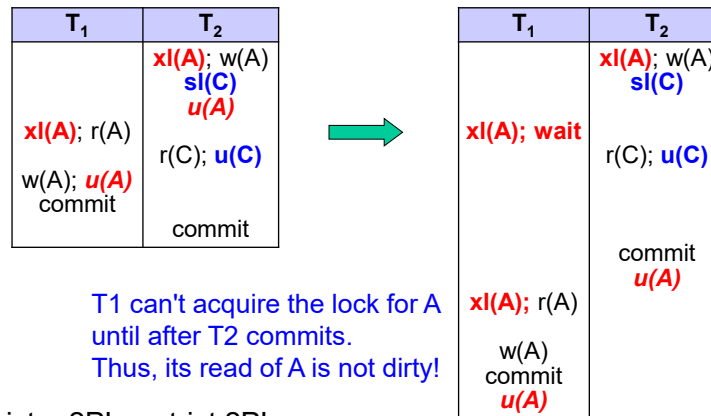 T1 T2
xl(A); w(A)
sl(C)
u(A)
xl(A); r(A)
r(C); u(C)
w(A); u(A)
commit
commit
T1 T2
xl(A); w(A)
sl(C)
xl(A); wait
r(C); u(C)
commit
u(A)
xl(A); r(A)
w(A)
commit
u(A)
T1 can't acquire the lock for A
until after T2 commits.
Thus, its read of A is not dirty!